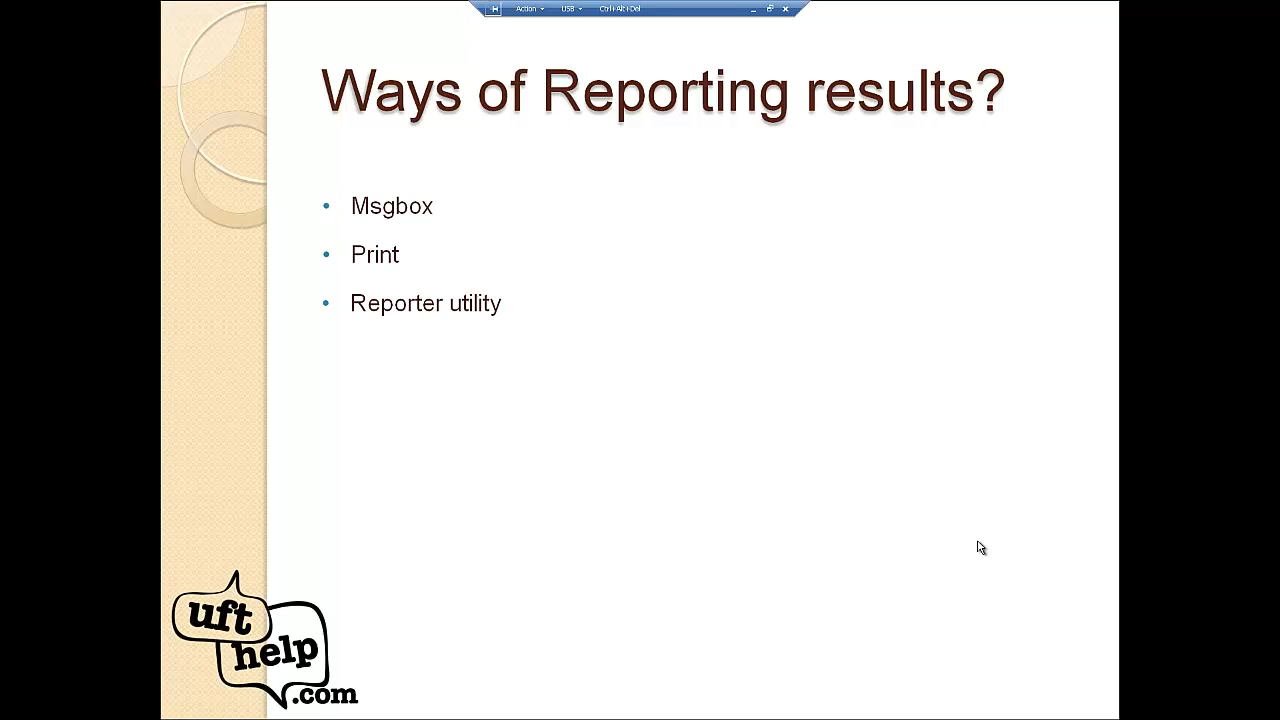 Action USB Ctrl+Alt+Del
Ways of Reporting results?
• Msgbox
• Print
• Reporter utility
uft
help
.com